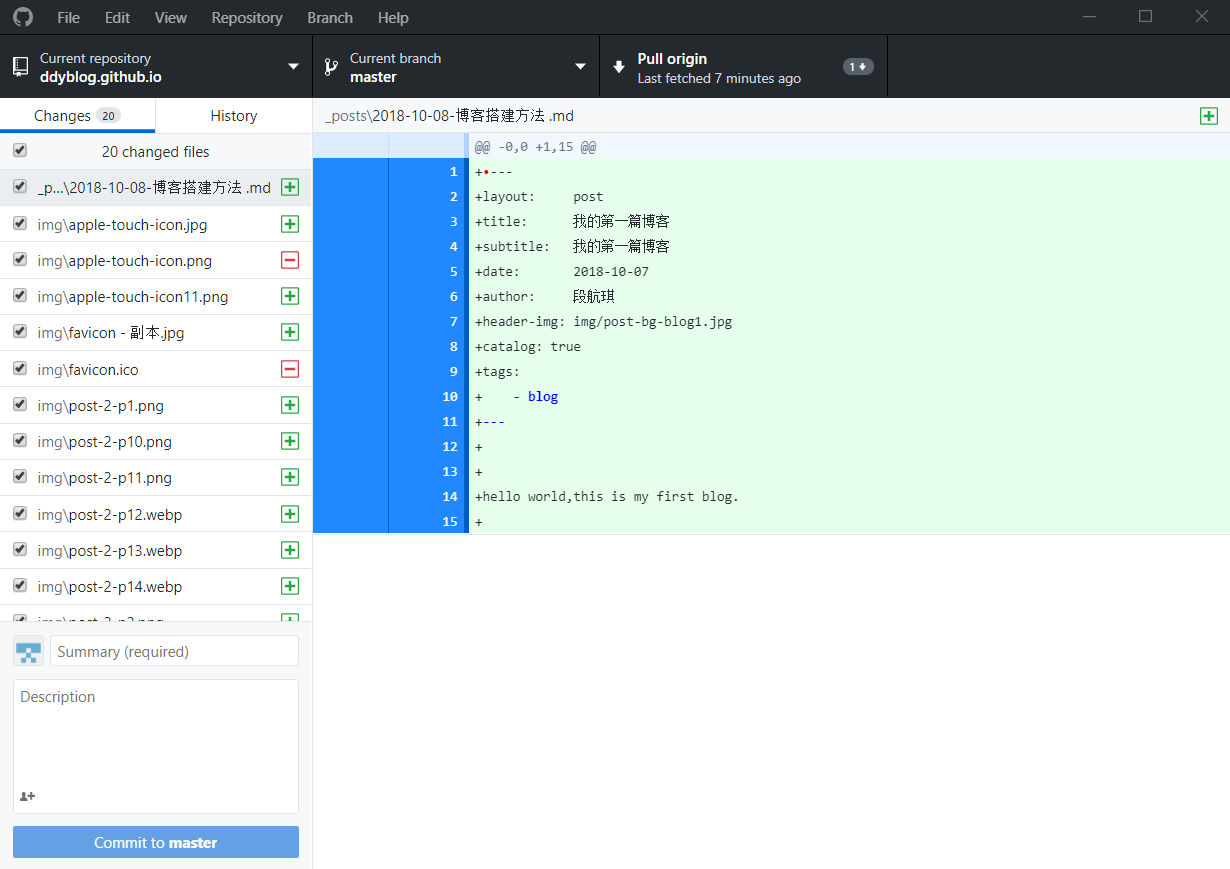 File Edit View Repository Branch Help
Current repository
ddyblog.github.io
Current branch
master
Pull origin
Last fetched 7 minutes ago
1
Changes 20
History
20 changed files
_p...\2018-10-08-博客搭建方法 .md
img\apple-touch-icon.jpg
img\apple-touch-icon.png
img\apple-touch-icon11.png
img\favicon - 副本.jpg
img\favicon.ico
img\post-2-p1.png
img\post-2-p10.png
img\post-2-p11.png
img\post-2-p12.webp
img\post-2-p13.webp
img\post-2-p14.webp
Summary (required)
Description
Commit to master
_posts\2018-10-08-博客搭建方法 .md
@@ -0,0 +1,15 @@
1 +•---
2 +layout: post
3 +title: 我的第一篇博客
4 +subtitle: 我的第一篇博客
5 +date: 2018-10-07
6 +author: 段航琪
7 +header-img: img/post-bg-blog1.jpg
8 +catalog: true
9 +tags:
10 + - blog
11 +---
12 +
13 +
14 +hello world,this is my first blog.
15 +